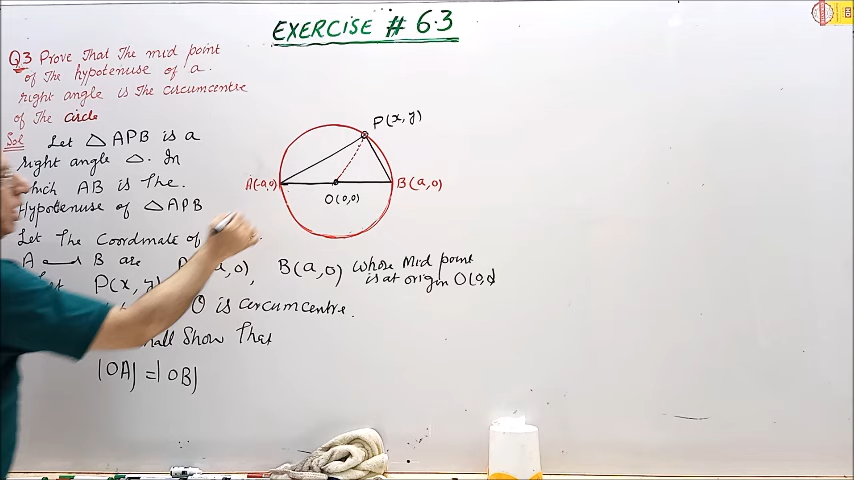 EXERCISE # 6.3
Q3 Prove That The mid point
of The hypotenuse of a.
right angle is The circumcentre
of The circle
Sol Let △ APB is a
right angle △. In
which AB is The.
Hypotenuse of △APB
Let The Coordinate of
A and B are , B(a,0) whose Mid point
is at origin O(0,0)
P(x, y)
O is circumcentre.
Show That
|OA| = |OB|
P(x, y)
A(-a,0)
B(a,0)
O(0,0)